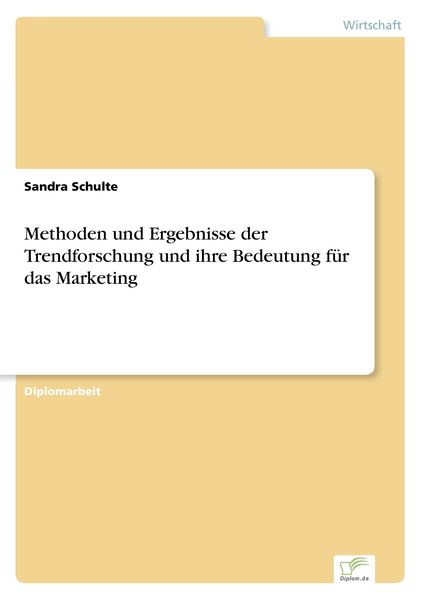 Wirtschaft
Sandra Schulte
Methoden und Ergebnisse der
Trendforschung und ihre Bedeutung für
das Marketing
Diplomarbeit
Diplom.de